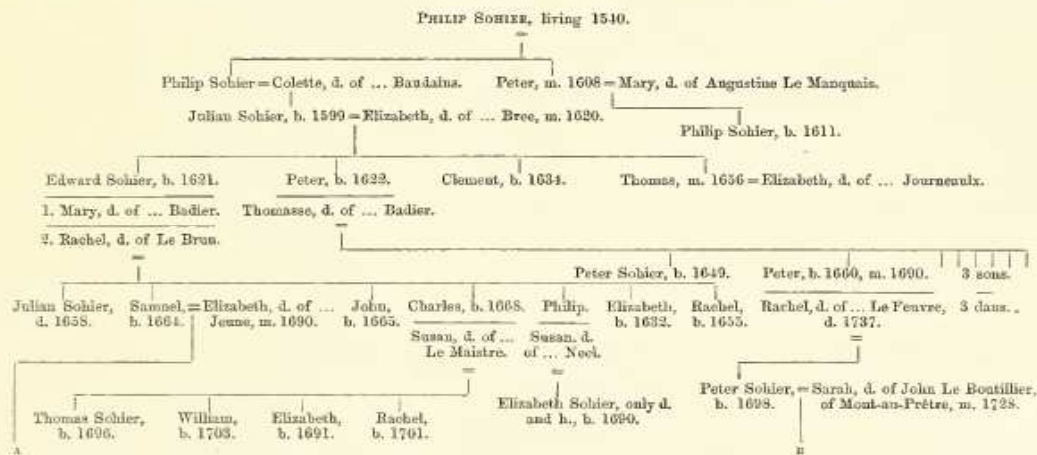 PHILIP SOHIER, living 1540.
=
Philip Sohier = Colette, d. of ... Baudains. Peter, m. 1608 = Mary, d. of Augustine Le Manquais.
Julian Sohier, b. 1599 = Elizabeth, d. of ... Bree, m. 1620.
Philip Sohier, b. 1611.
Edward Sohier, b. 1621. Peter, b. 1622. Clement, b. 1634. Thomas, m. 1656 = Elizabeth, d. of ... Journeaulx.
1. Mary, d. of ... Badier. Thomasse, d. of ... Badier.
2. Rachel, d. of Le Brun. =
=
Peter Sohier, b. 1649. Peter, b. 1660, m. 1690. 3 sons.
Julian Sohier, Samuel, = Elizabeth, d. of ... John, Charles, b. 1668. Philip. Elizabeth, Rachel, Rachel, d. of ... Le Feuvre, 3 daus.
d. 1658. b. 1664. Jeune, m. 1690. b. 1665. Susan, d. of ... Susan, d. b. 1632. b. 1655. d. 1737.
Le Maistre. of ... Neel. =
= =
Peter Sohier, = Sarah, d. of John Le Boutillier,
Thomas Sohier, William, Elizabeth, Rachel, Elizabeth Sohier, only d. b. 1698. of Mont-au-Prêtre, m. 1728.
b. 1696. b. 1703. b. 1691. b. 1701. and h., b. 1690.
A B